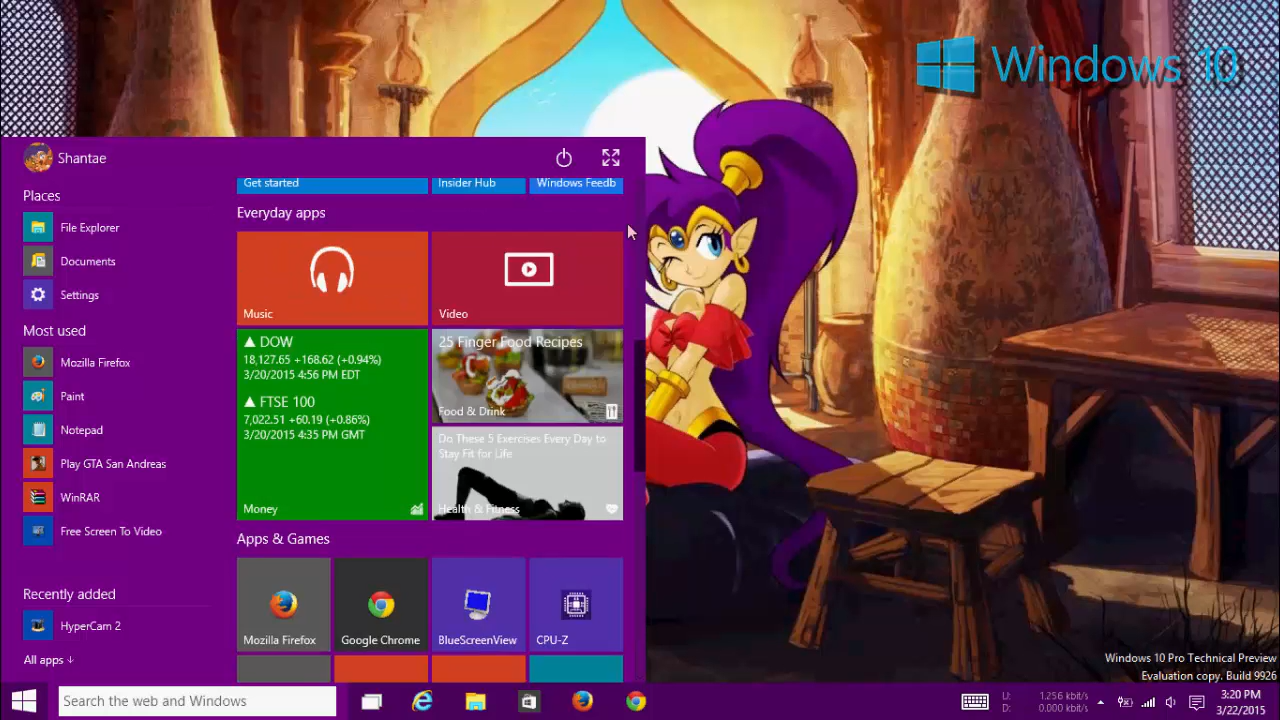 Windows 10
Shantae
Places
File Explorer
Documents
Settings
Most used
Mozilla Firefox
Paint
Notepad
Play GTA San Andreas
WinRAR
Free Screen To Video
Recently added
HyperCam 2
All apps
Get started
Insider Hub
Windows Feedb
Everyday apps
Music
Video
▲ DOW
18,127.65 +168.62 (+0.94%)
3/20/2015 4:56 PM EDT
▲ FTSE 100
7,022.51 +60.19 (+0.86%)
3/20/2015 4:35 PM GMT
Money
25 Finger Food Recipes
Food & Drink
Do These 5 Exercises Every Day to
Stay Fit for Life
Health & Fitness
Apps & Games
Mozilla Firefox
Google Chrome
BlueScreenView
CPU-Z
Windows 10 Pro Technical Preview
Evaluation copy. Build 9926
Search the web and Windows
U: 1.256 kbit/s
D: 0.000 kbit/s
3:20 PM
3/22/2015